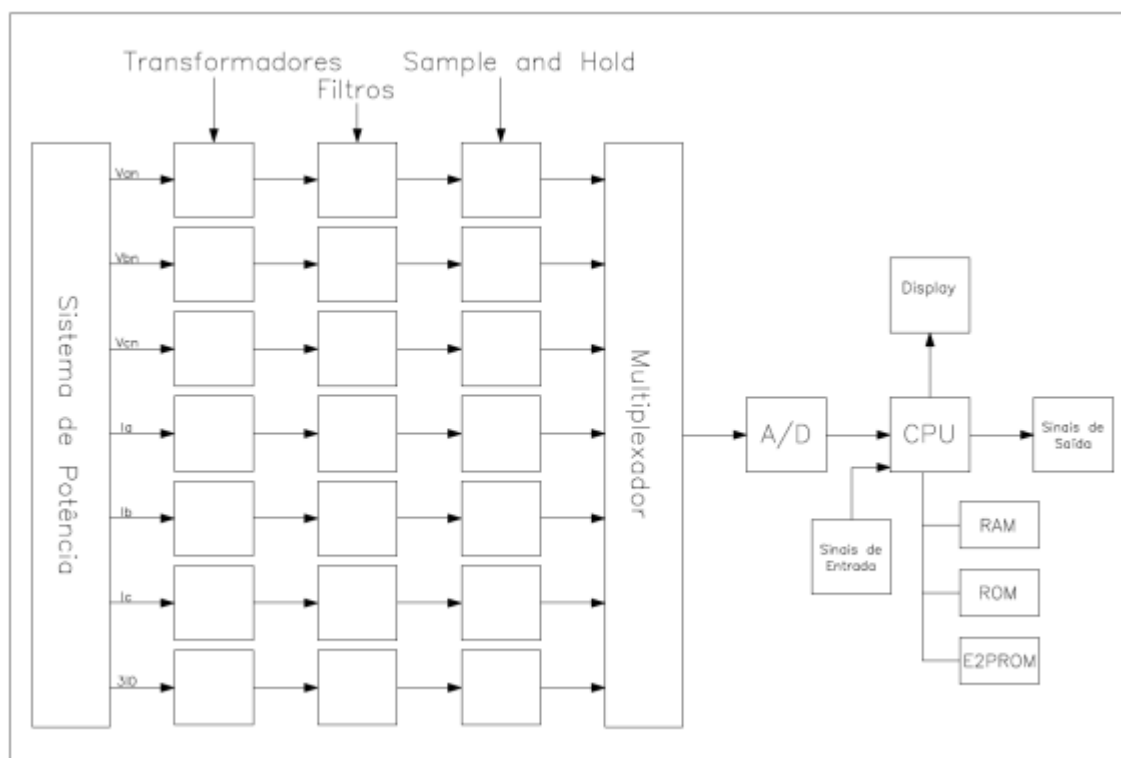 Transformadores
Sample and Hold
Filtros
Sistema de Potência
Van
Vbn
Vcn
Ia
Ib
Ic
3I0
Multiplexador
A/D
Display
CPU
Sinais de
Saída
Sinais de
Entrada
RAM
ROM
E2PROM